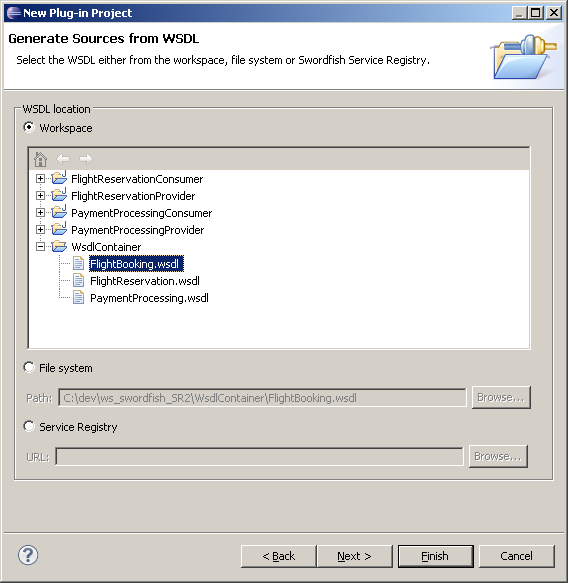 New Plug-in Project
Generate Sources from WSDL
Select the WSDL either from the workspace, file system or Swordfish Service Registry.
WSDL location
Workspace
FlightReservationConsumer
FlightReservationProvider
PaymentProcessingConsumer
PaymentProcessingProvider
WsdlContainer
FlightBooking.wsdl
FlightReservation.wsdl
PaymentProcessing.wsdl
File system
Path: C:\dev\ws_swordfish_SR2\WsdlContainer\FlightBooking.wsdl Browse...
Service Registry
URL: Browse...
? < Back Next > Finish Cancel